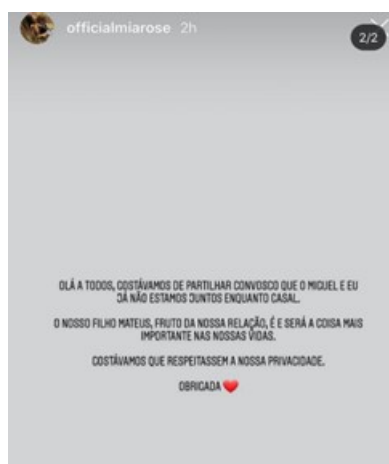 officialmiarose 2h
2/2
OLÁ A TODOS, GOSTÁVAMOS DE PARTILHAR CONVOSCO QUE O MIGUEL E EU
JÁ NÃO ESTAMOS JUNTOS ENQUANTO CASAL.
O NOSSO FILHO MATEUS, FRUTO DA NOSSA RELAÇÃO, É E SERÁ A COISA MAIS
IMPORTANTE NAS NOSSAS VIDAS.
GOSTÁVAMOS QUE RESPEITASSEM A NOSSA PRIVACIDADE.
OBRIGADA ❤️